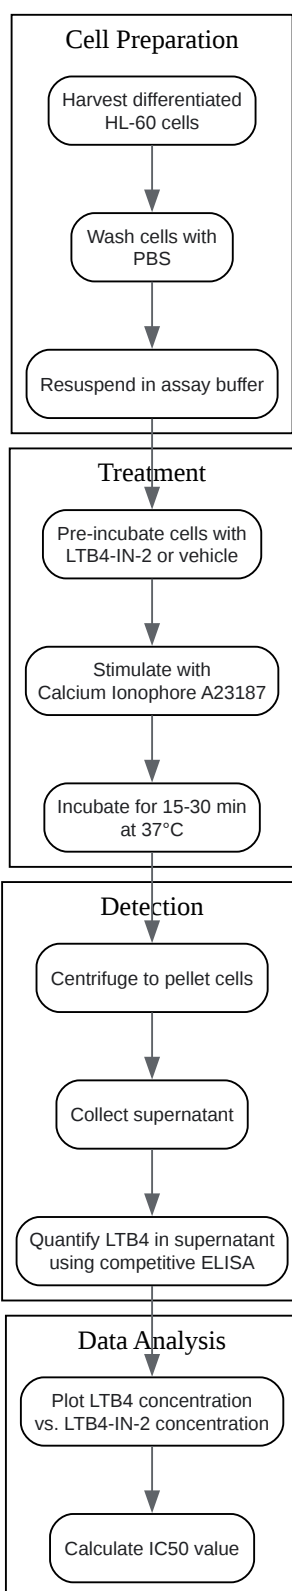 Cell Preparation
Harvest differentiated
HL-60 cells
Wash cells with
PBS
Resuspend in assay buffer
Treatment
Pre-incubate cells with
LTB4-IN-2 or vehicle
Stimulate with
Calcium Ionophore A23187
Incubate for 15-30 min
at 37°C
Detection
Centrifuge to pellet cells
Collect supernatant
Quantify LTB4 in supernatant
using competitive ELISA
Data Analysis
Plot LTB4 concentration
vs. LTB4-IN-2 concentration
Calculate IC50 value